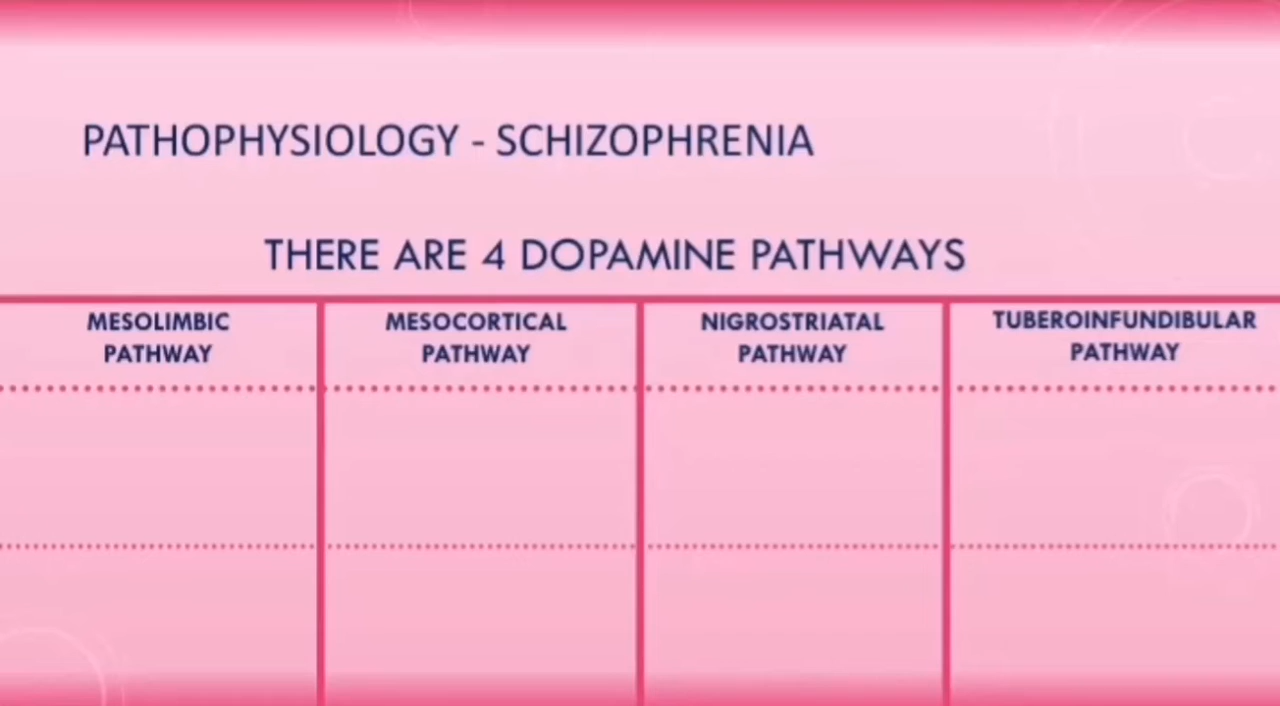 PATHOPHYSIOLOGY - SCHIZOPHRENIA
THERE ARE 4 DOPAMINE PATHWAYS
MESOLIMBIC
PATHWAY
MESOCORTICAL
PATHWAY
NIGROSTRIATAL
PATHWAY
TUBEROINFUNDIBULAR
PATHWAY